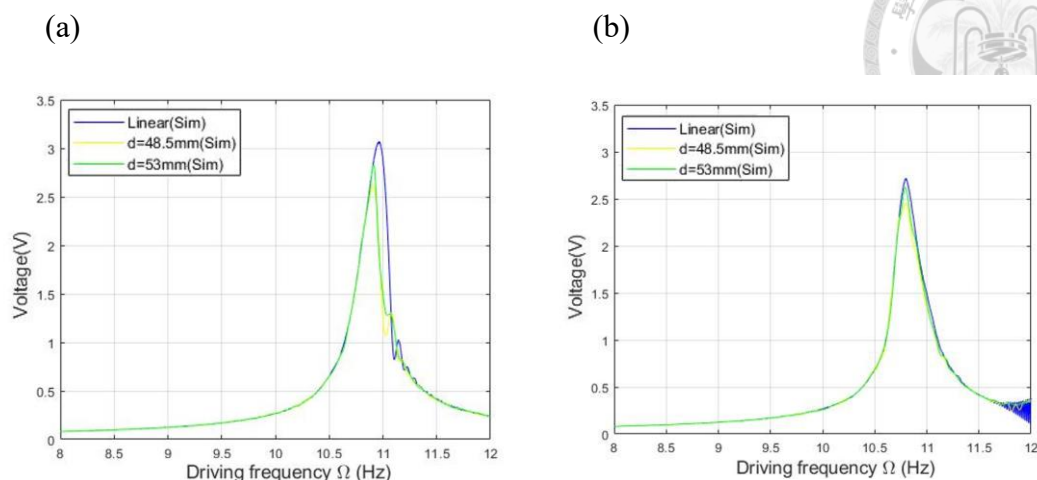 (a)
(b)
學
3.5
3
2.5
2
1.5
1
0.5
0
Voltage(V)
Linear(Sim)
d=48.5mm(Sim)
d=53mm(Sim)
8 8.5 9 9.5 10 10.5 11 11.5 12
Driving frequency Ω (Hz)
3.5
3
2.5
2
1.5
1
0.5
0
Voltage(V)
Linear(Sim)
d=48.5mm(Sim)
d=53mm(Sim)
8 8.5 9 9.5 10 10.5 11 11.5 12
Driving frequency Ω (Hz)